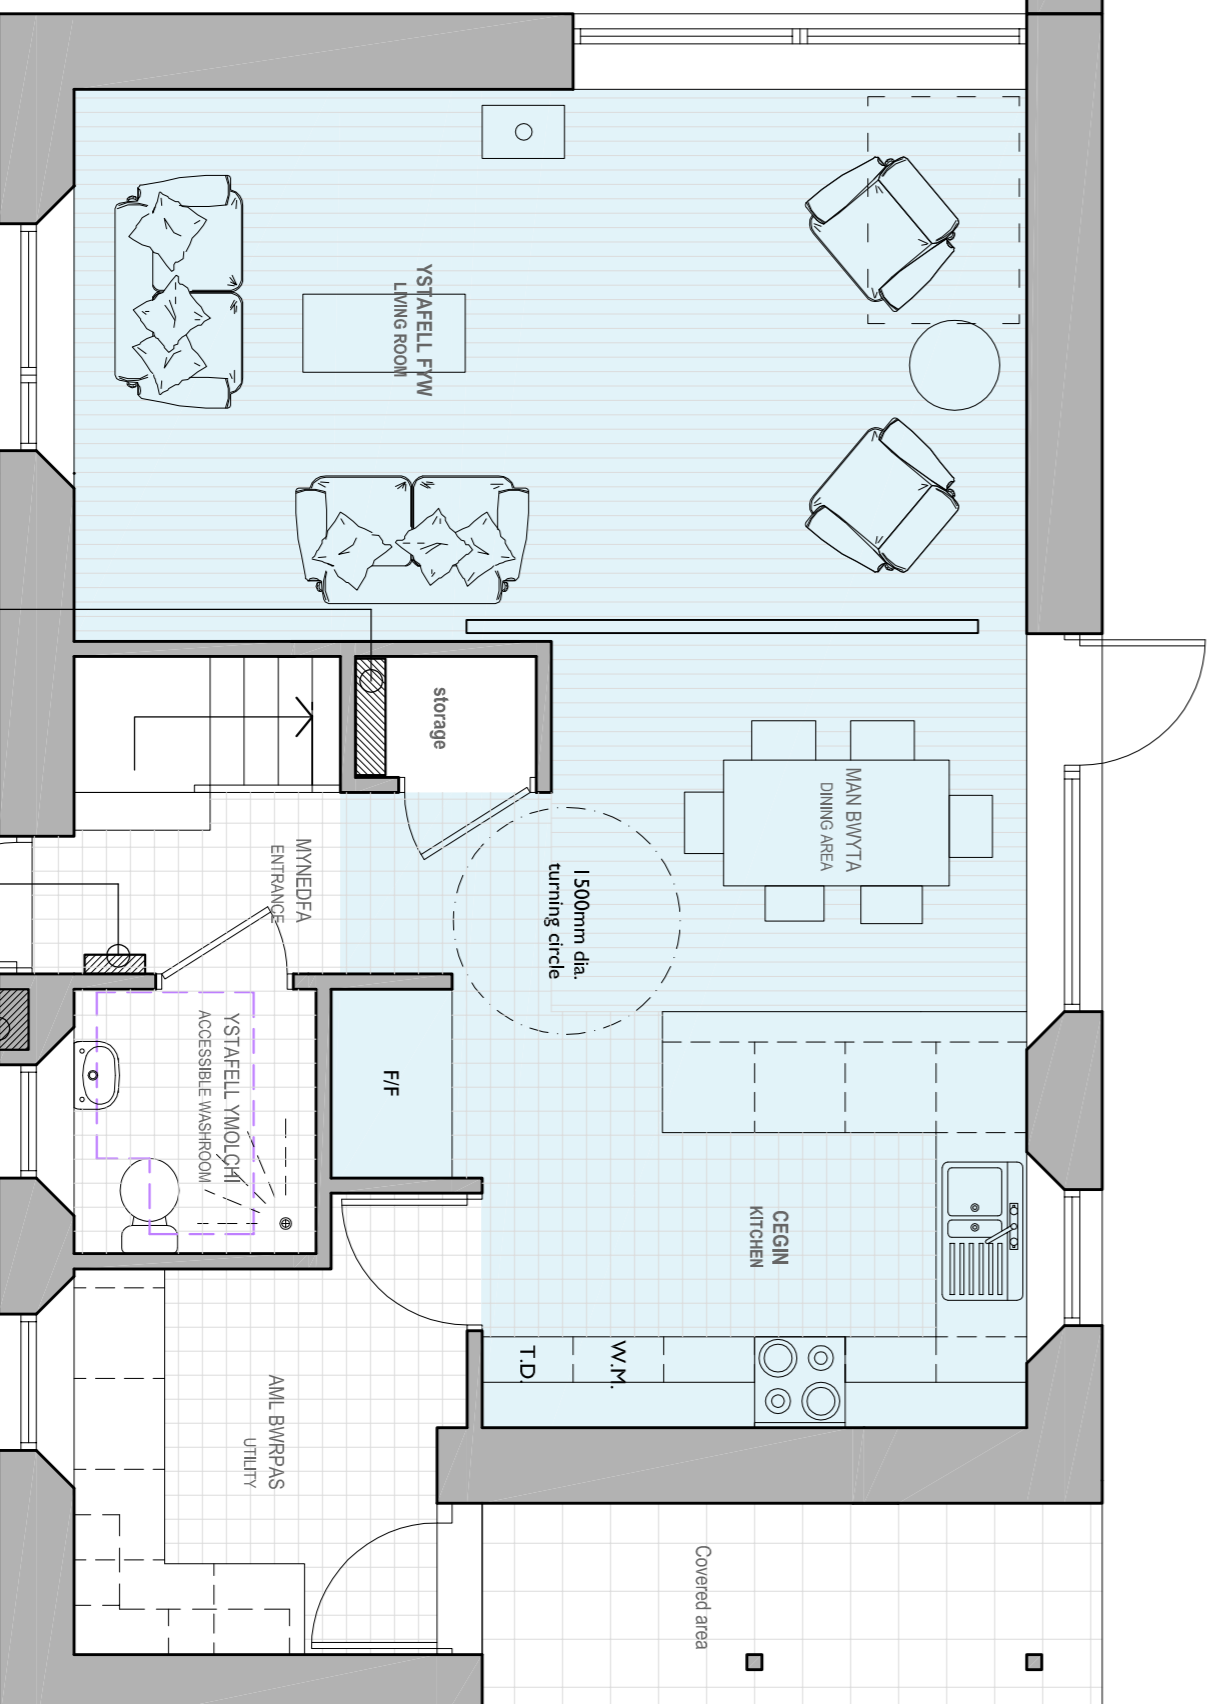 YSTAFELL FYW
LIVING ROOM
storage
MAN BWYTA
DINING AREA
MYNEDFA
ENTRANCE
1500mm dia.
turning circle
YSTAFELL YMOLCHI
ACCESSIBLE WASHROOM
F/F
CEGIN
KITCHEN
T.D.
W.M.
AML BWRPAS
UTILITY
Covered area